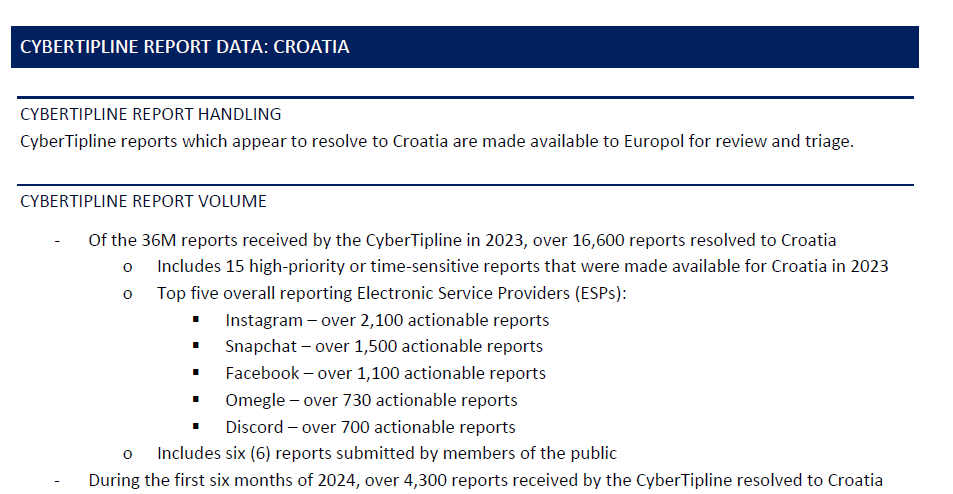 CYBERTIPLINE REPORT DATA: CROATIA
CYBERTIPLINE REPORT HANDLING
CyberTipline reports which appear to resolve to Croatia are made available to Europol for review and triage.
CYBERTIPLINE REPORT VOLUME
- Of the 36M reports received by the CyberTipline in 2023, over 16,600 reports resolved to Croatia
o Includes 15 high-priority or time-sensitive reports that were made available for Croatia in 2023
o Top five overall reporting Electronic Service Providers (ESPs):
▪ Instagram – over 2,100 actionable reports
▪ Snapchat – over 1,500 actionable reports
▪ Facebook – over 1,100 actionable reports
▪ Omegle – over 730 actionable reports
▪ Discord – over 700 actionable reports
o Includes six (6) reports submitted by members of the public
- During the first six months of 2024, over 4,300 reports received by the CyberTipline resolved to Croatia